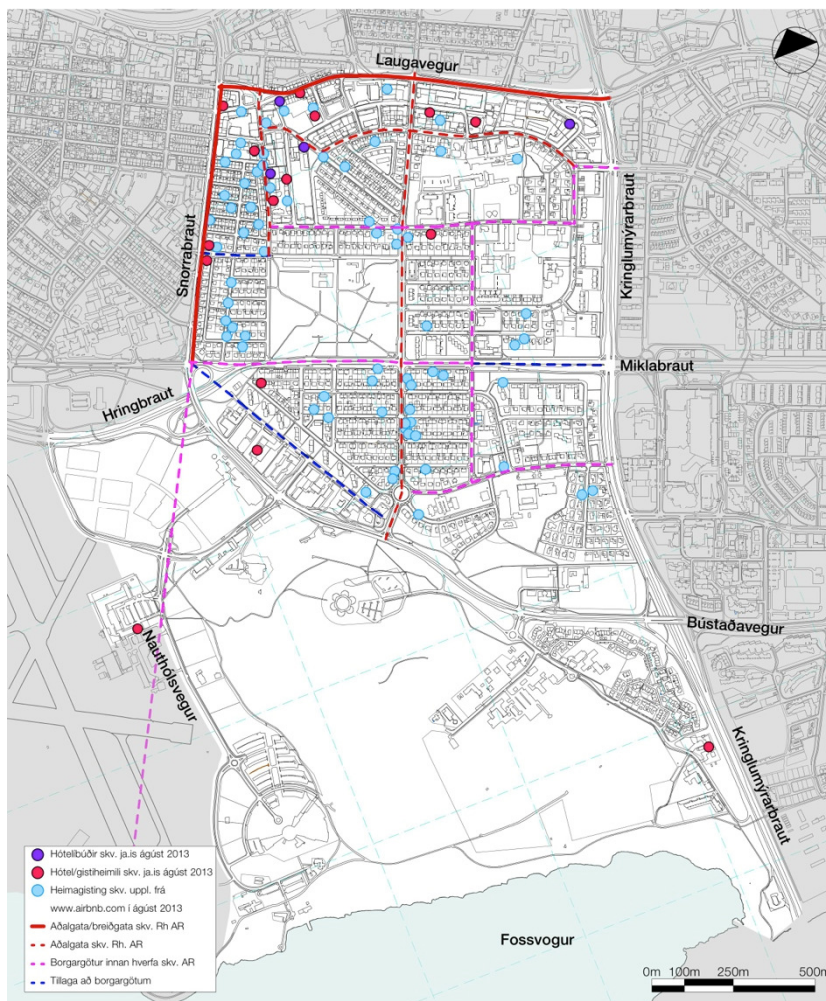 Laugavegur
Snorrabraut
Kringlumýrarbraut
Miklabraut
Hringbraut
Bústaðavegur
Nauthólsvegur
Kringlumýrarbraut
Fossvogur
Hótelíbúðir skv. ja.is ágúst 2013
Hótel/gistiheimili skv. ja.is ágúst 2013
Heimagisting skv. uppl. frá
www.airbnb.com í ágúst 2013
Aðalgata/breiðgata skv. Rh AR
Aðalgata skv. Rh. AR
Borgargötur innan hverfa skv. AR
Tillaga að borgargötum
0m 100m 250m 500m